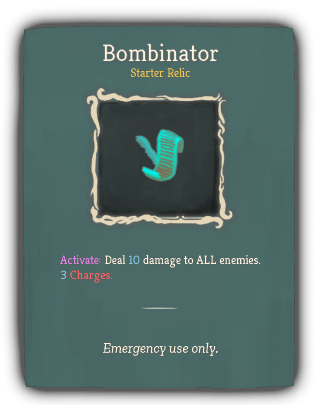 Bombinator
Starter Relic
Activate: Deal 10 damage to ALL enemies.
3 Charges.
Emergency use only.